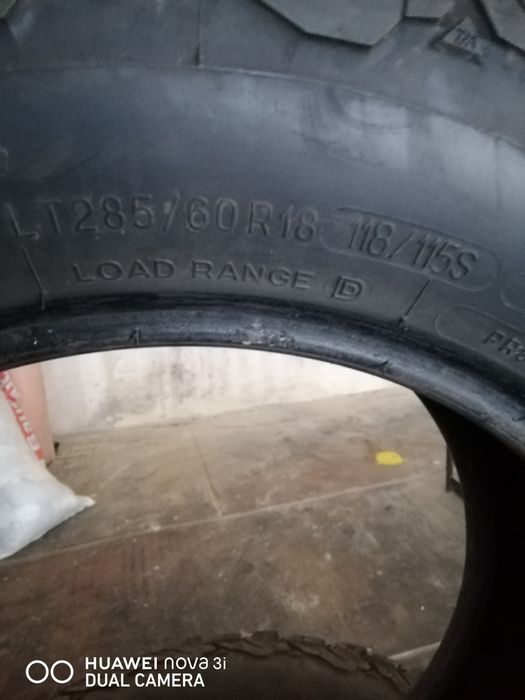 T/A
LT285/60R18 118/115S
LOAD RANGE D
HUAWEI nova 3i
DUAL CAMERA